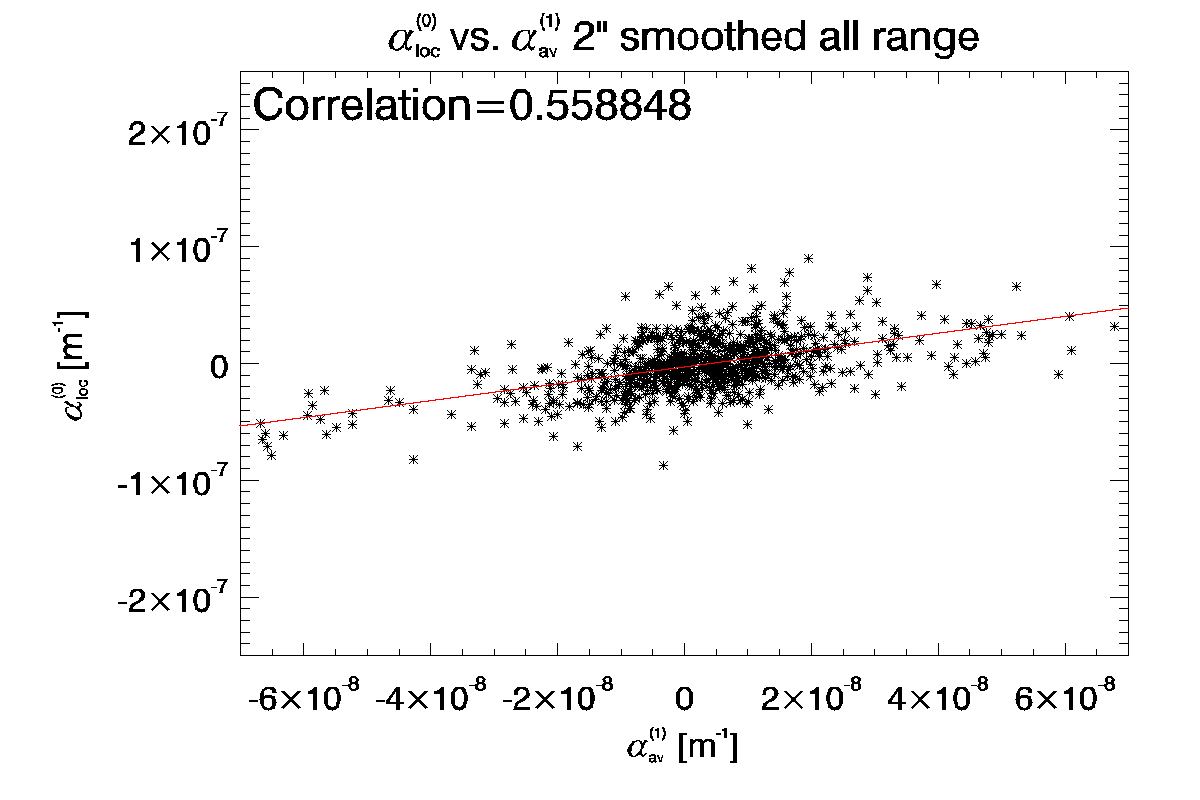 α_loc^(0) vs. α_av^(1) 2" smoothed all range
Correlation=0.558848
2×10^-7
1×10^-7
0
-1×10^-7
-2×10^-7
α_loc^(0) [m^-1]
-6×10^-8 -4×10^-8 -2×10^-8 0 2×10^-8 4×10^-8 6×10^-8
α_av^(1) [m^-1]